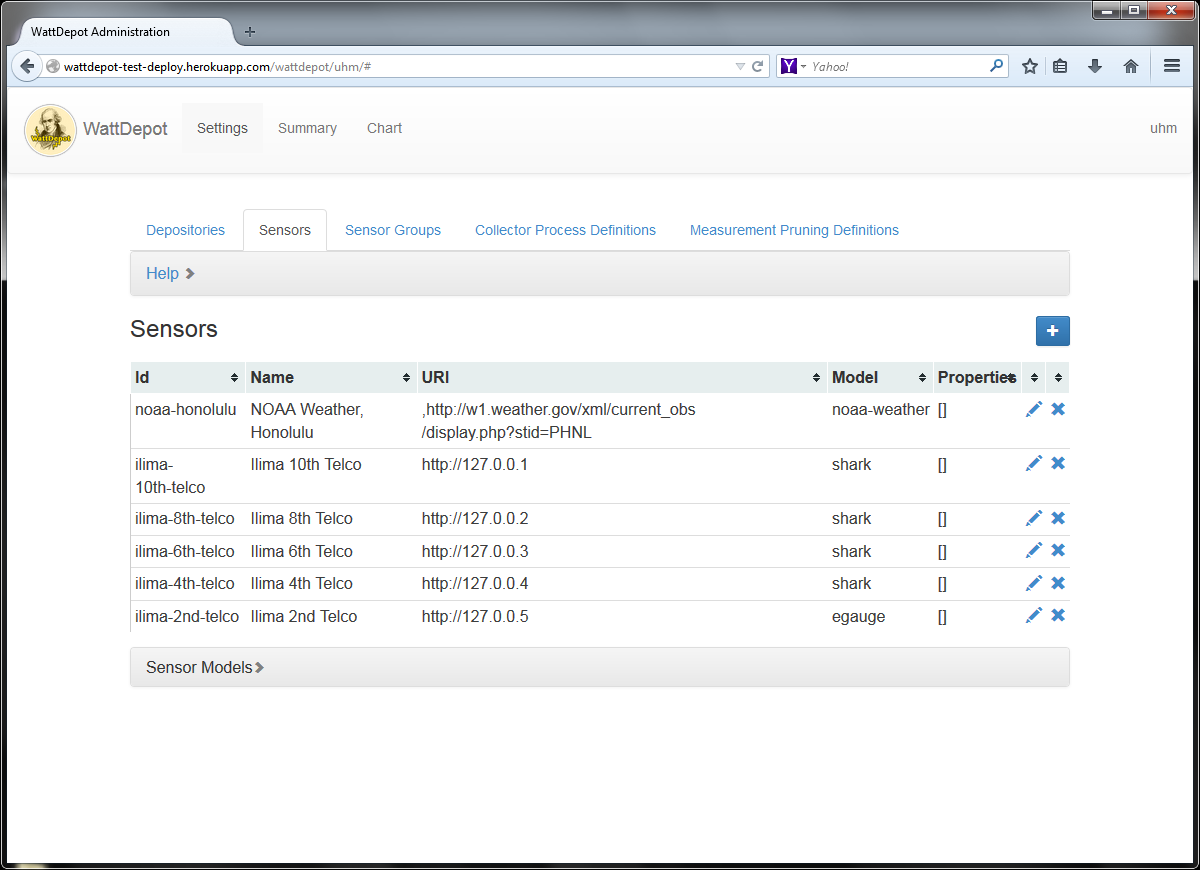 WattDepot Administration
wattdepot-test-deploy.herokuapp.com/wattdepot/uhm/#
Yahoo!
WattDepot
WattDepot
Settings
Summary
Chart
uhm
Depositories
Sensors
Sensor Groups
Collector Process Definitions
Measurement Pruning Definitions
Help
Sensors
Id Name URI Model Properties
noaa-honolulu NOAA Weather, ,http://w1.weather.gov/xml/current_obs noaa-weather []
Honolulu /display.php?stid=PHNL
ilima- Ilima 10th Telco http://127.0.0.1 shark []
10th-telco
ilima-8th-telco Ilima 8th Telco http://127.0.0.2 shark []
ilima-6th-telco Ilima 6th Telco http://127.0.0.3 shark []
ilima-4th-telco Ilima 4th Telco http://127.0.0.4 shark []
ilima-2nd-telco Ilima 2nd Telco http://127.0.0.5 egauge []
Sensor Models